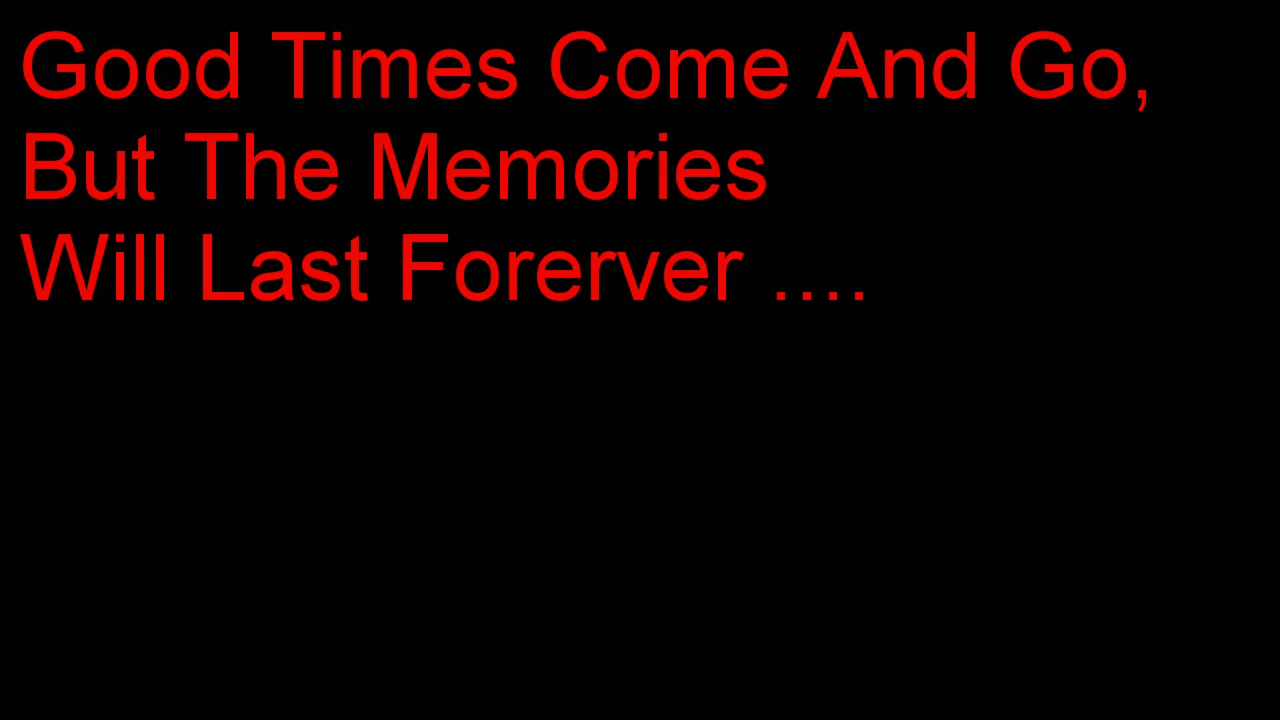 Good Times Come And Go,
But The Memories
Will Last Forerver ....